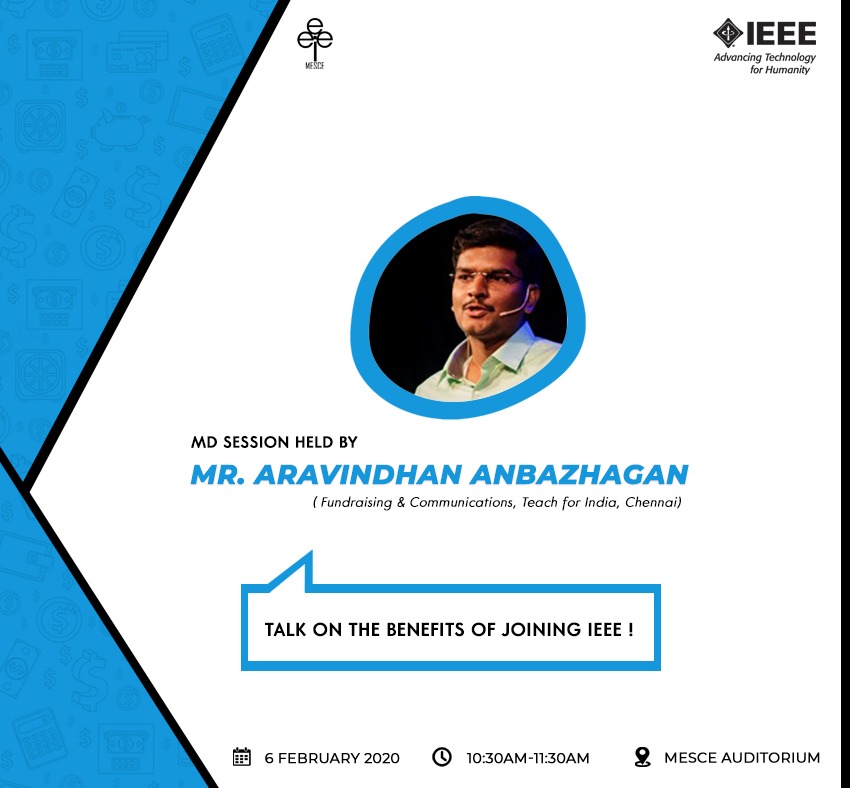 eee
MESCE
IEEE
Advancing Technology
for Humanity
MD SESSION HELD BY
MR. ARAVINDHAN ANBAZHAGAN
( Fundraising & Communications, Teach for India, Chennai)
TALK ON THE BENEFITS OF JOINING IEEE !
6 FEBRUARY 2020 10:30AM-11:30AM MESCE AUDITORIUM